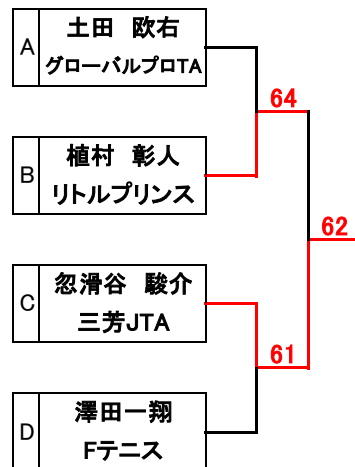 A
土田　欧右
グローバルプロTA
64
B
植村　彰人
リトルプリンス
62
C
忽滑谷　駿介
三芳JTA
61
D
澤田一翔
Fテニス